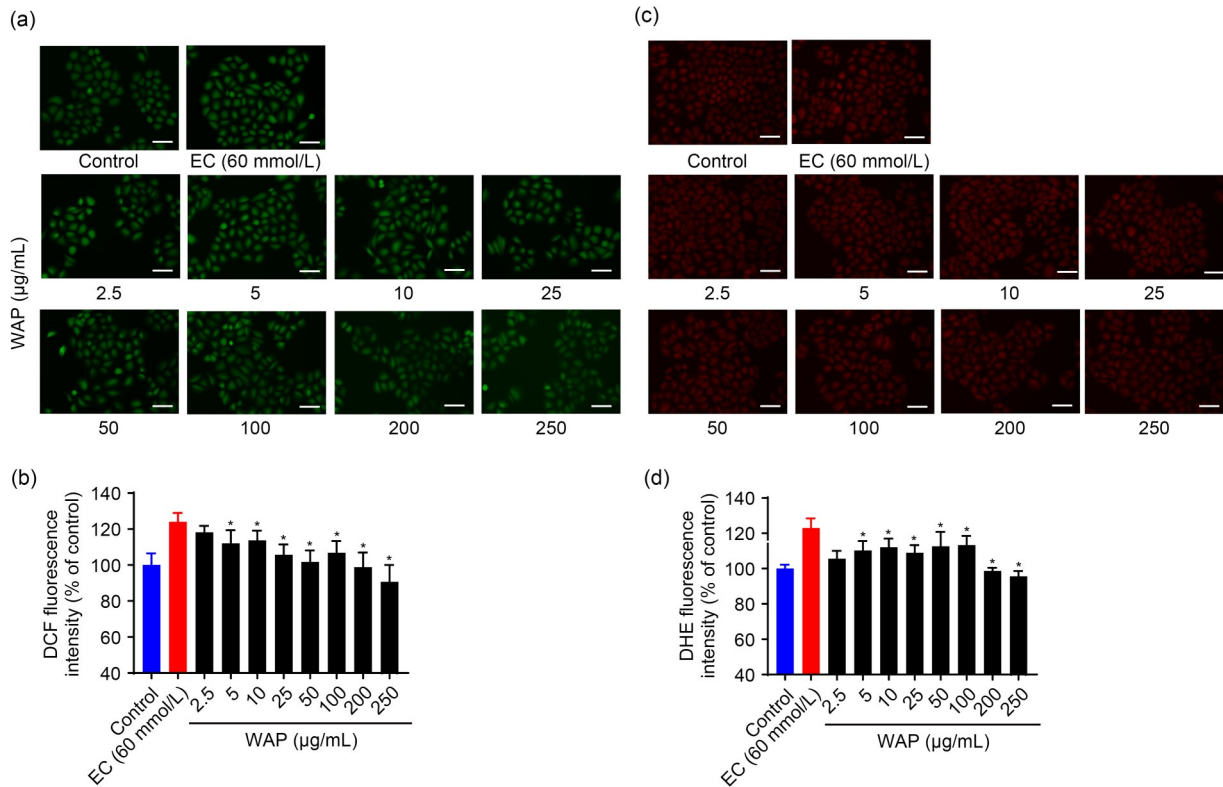 (a)
Control EC (60 mmol/L)
WAP (μg/mL)
2.5 5 10 25
50 100 200 250
(c)
Control EC (60 mmol/L)
2.5 5 10 25
50 100 200 250
(b)
DCF fluorescence
intensity (% of control)
140
120
100
80
60
40
* * * * * * *
Control
EC (60 mmol/L)
2.5 5 10 25 50 100 200 250
WAP (μg/mL)
(d)
DHE fluorescence
intensity (% of control)
140
120
100
80
60
40
* * * * * * *
Control
EC (60 mmol/L)
2.5 5 10 25 50 100 200 250
WAP (μg/mL)